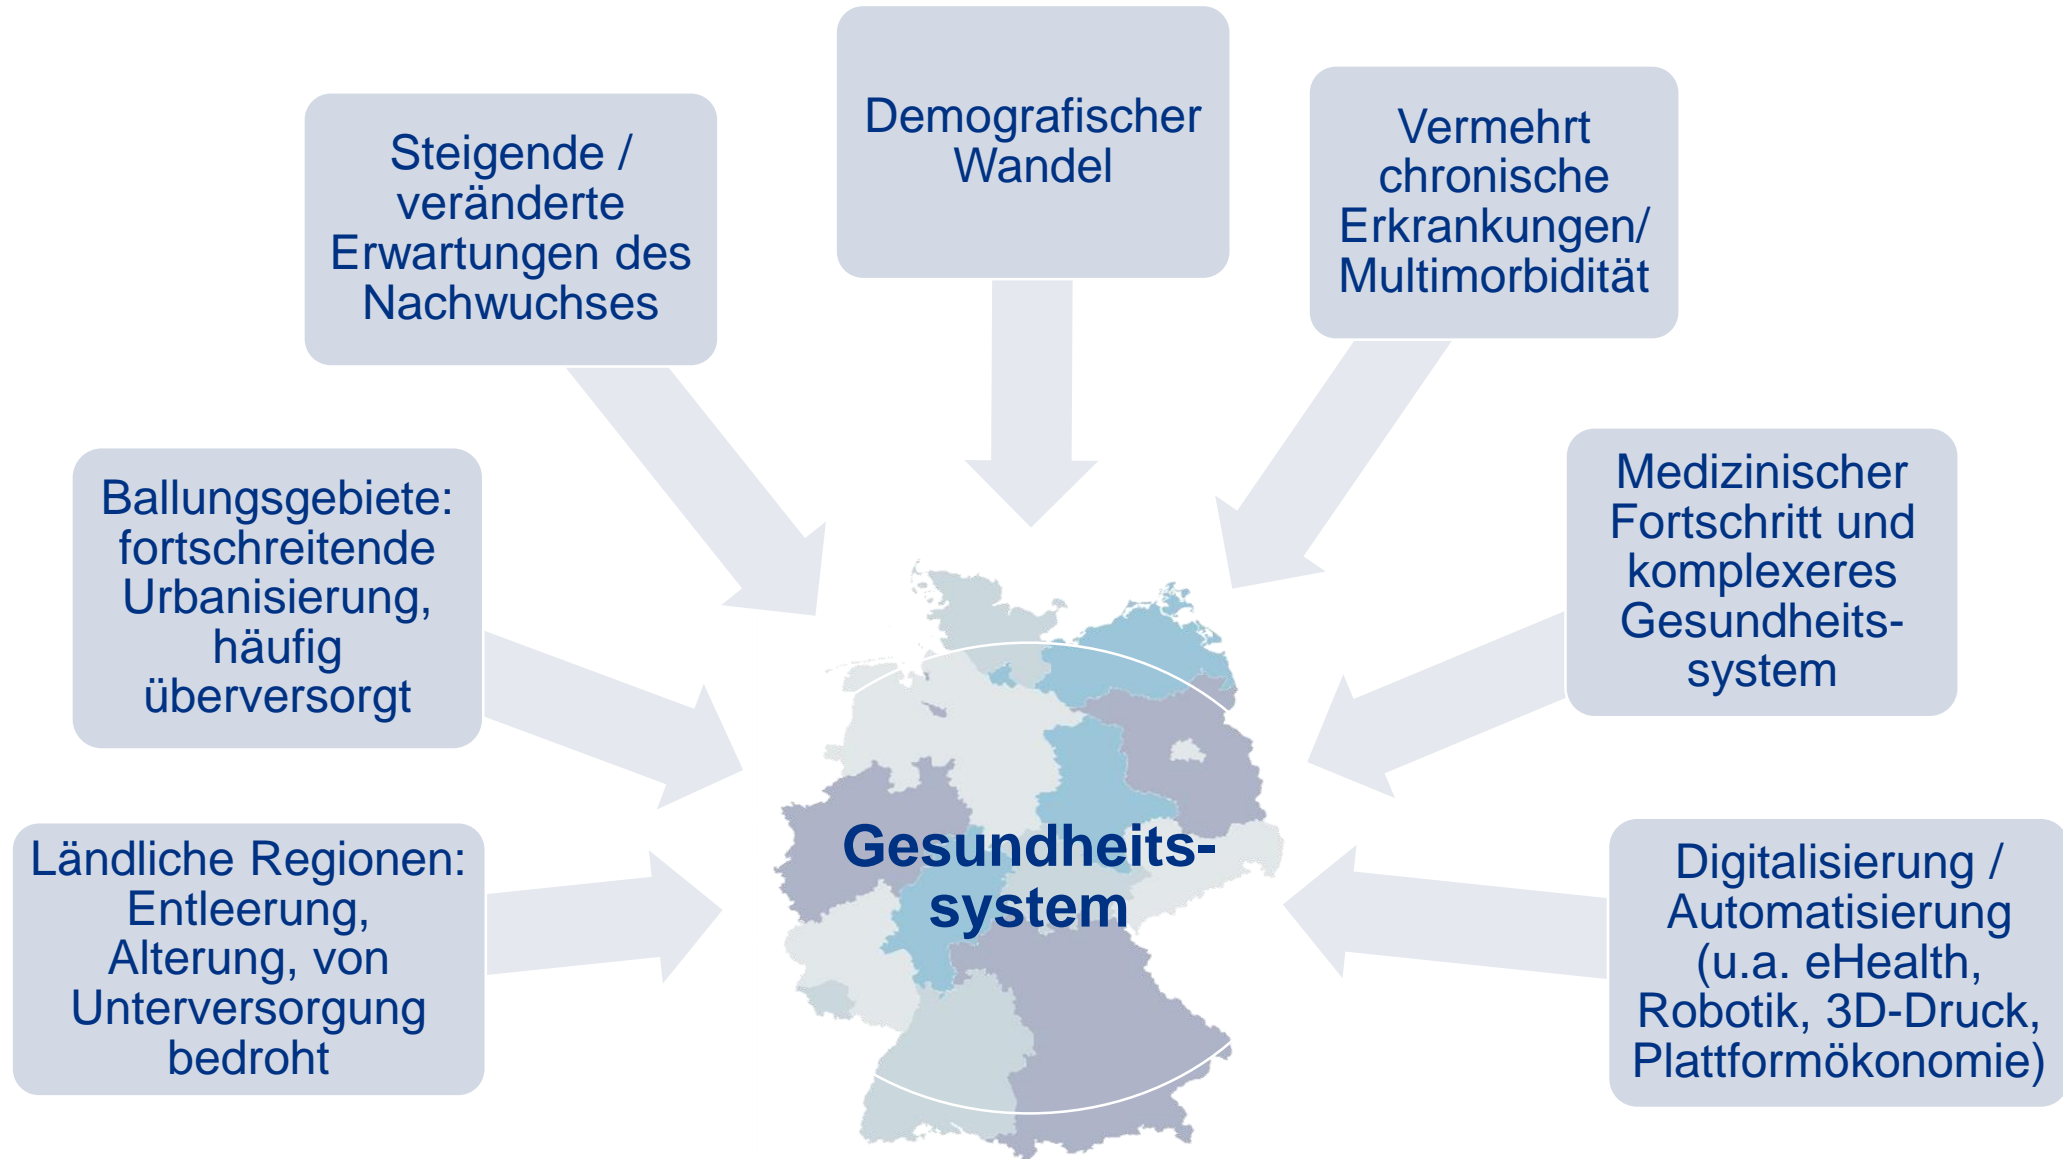 Demografischer
Wandel
Steigende /
veränderte
Erwartungen des
Nachwuchses
Vermehrt
chronische
Erkrankungen/
Multimorbidität
Ballungsgebiete:
fortschreitende
Urbanisierung,
häufig
überversorgt
Medizinischer
Fortschritt und
komplexeres
Gesundheits-
system
Ländliche Regionen:
Entleerung,
Alterung, von
Unterversorgung
bedroht
Gesundheits-
system
Digitalisierung /
Automatisierung
(u.a. eHealth,
Robotik, 3D-Druck,
Plattformökonomie)